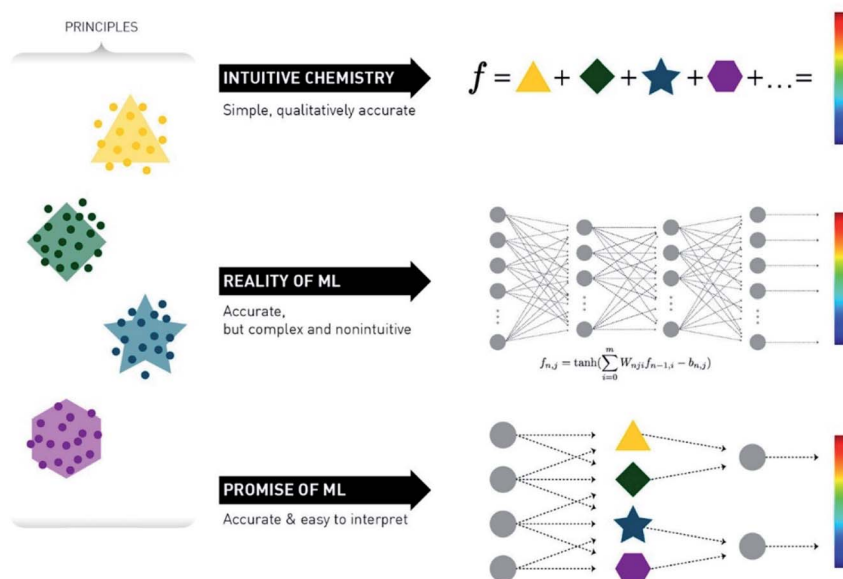 PRINCIPLES
INTUITIVE CHEMISTRY
Simple, qualitatively accurate
f = + + + +...=
REALITY OF ML
Accurate,
but complex and nonintuitive
f_{n,j} = tanh(\sum_{i=0}^{m} W_{nji} f_{n-1,i} - b_{n,j})
PROMISE OF ML
Accurate & easy to interpret